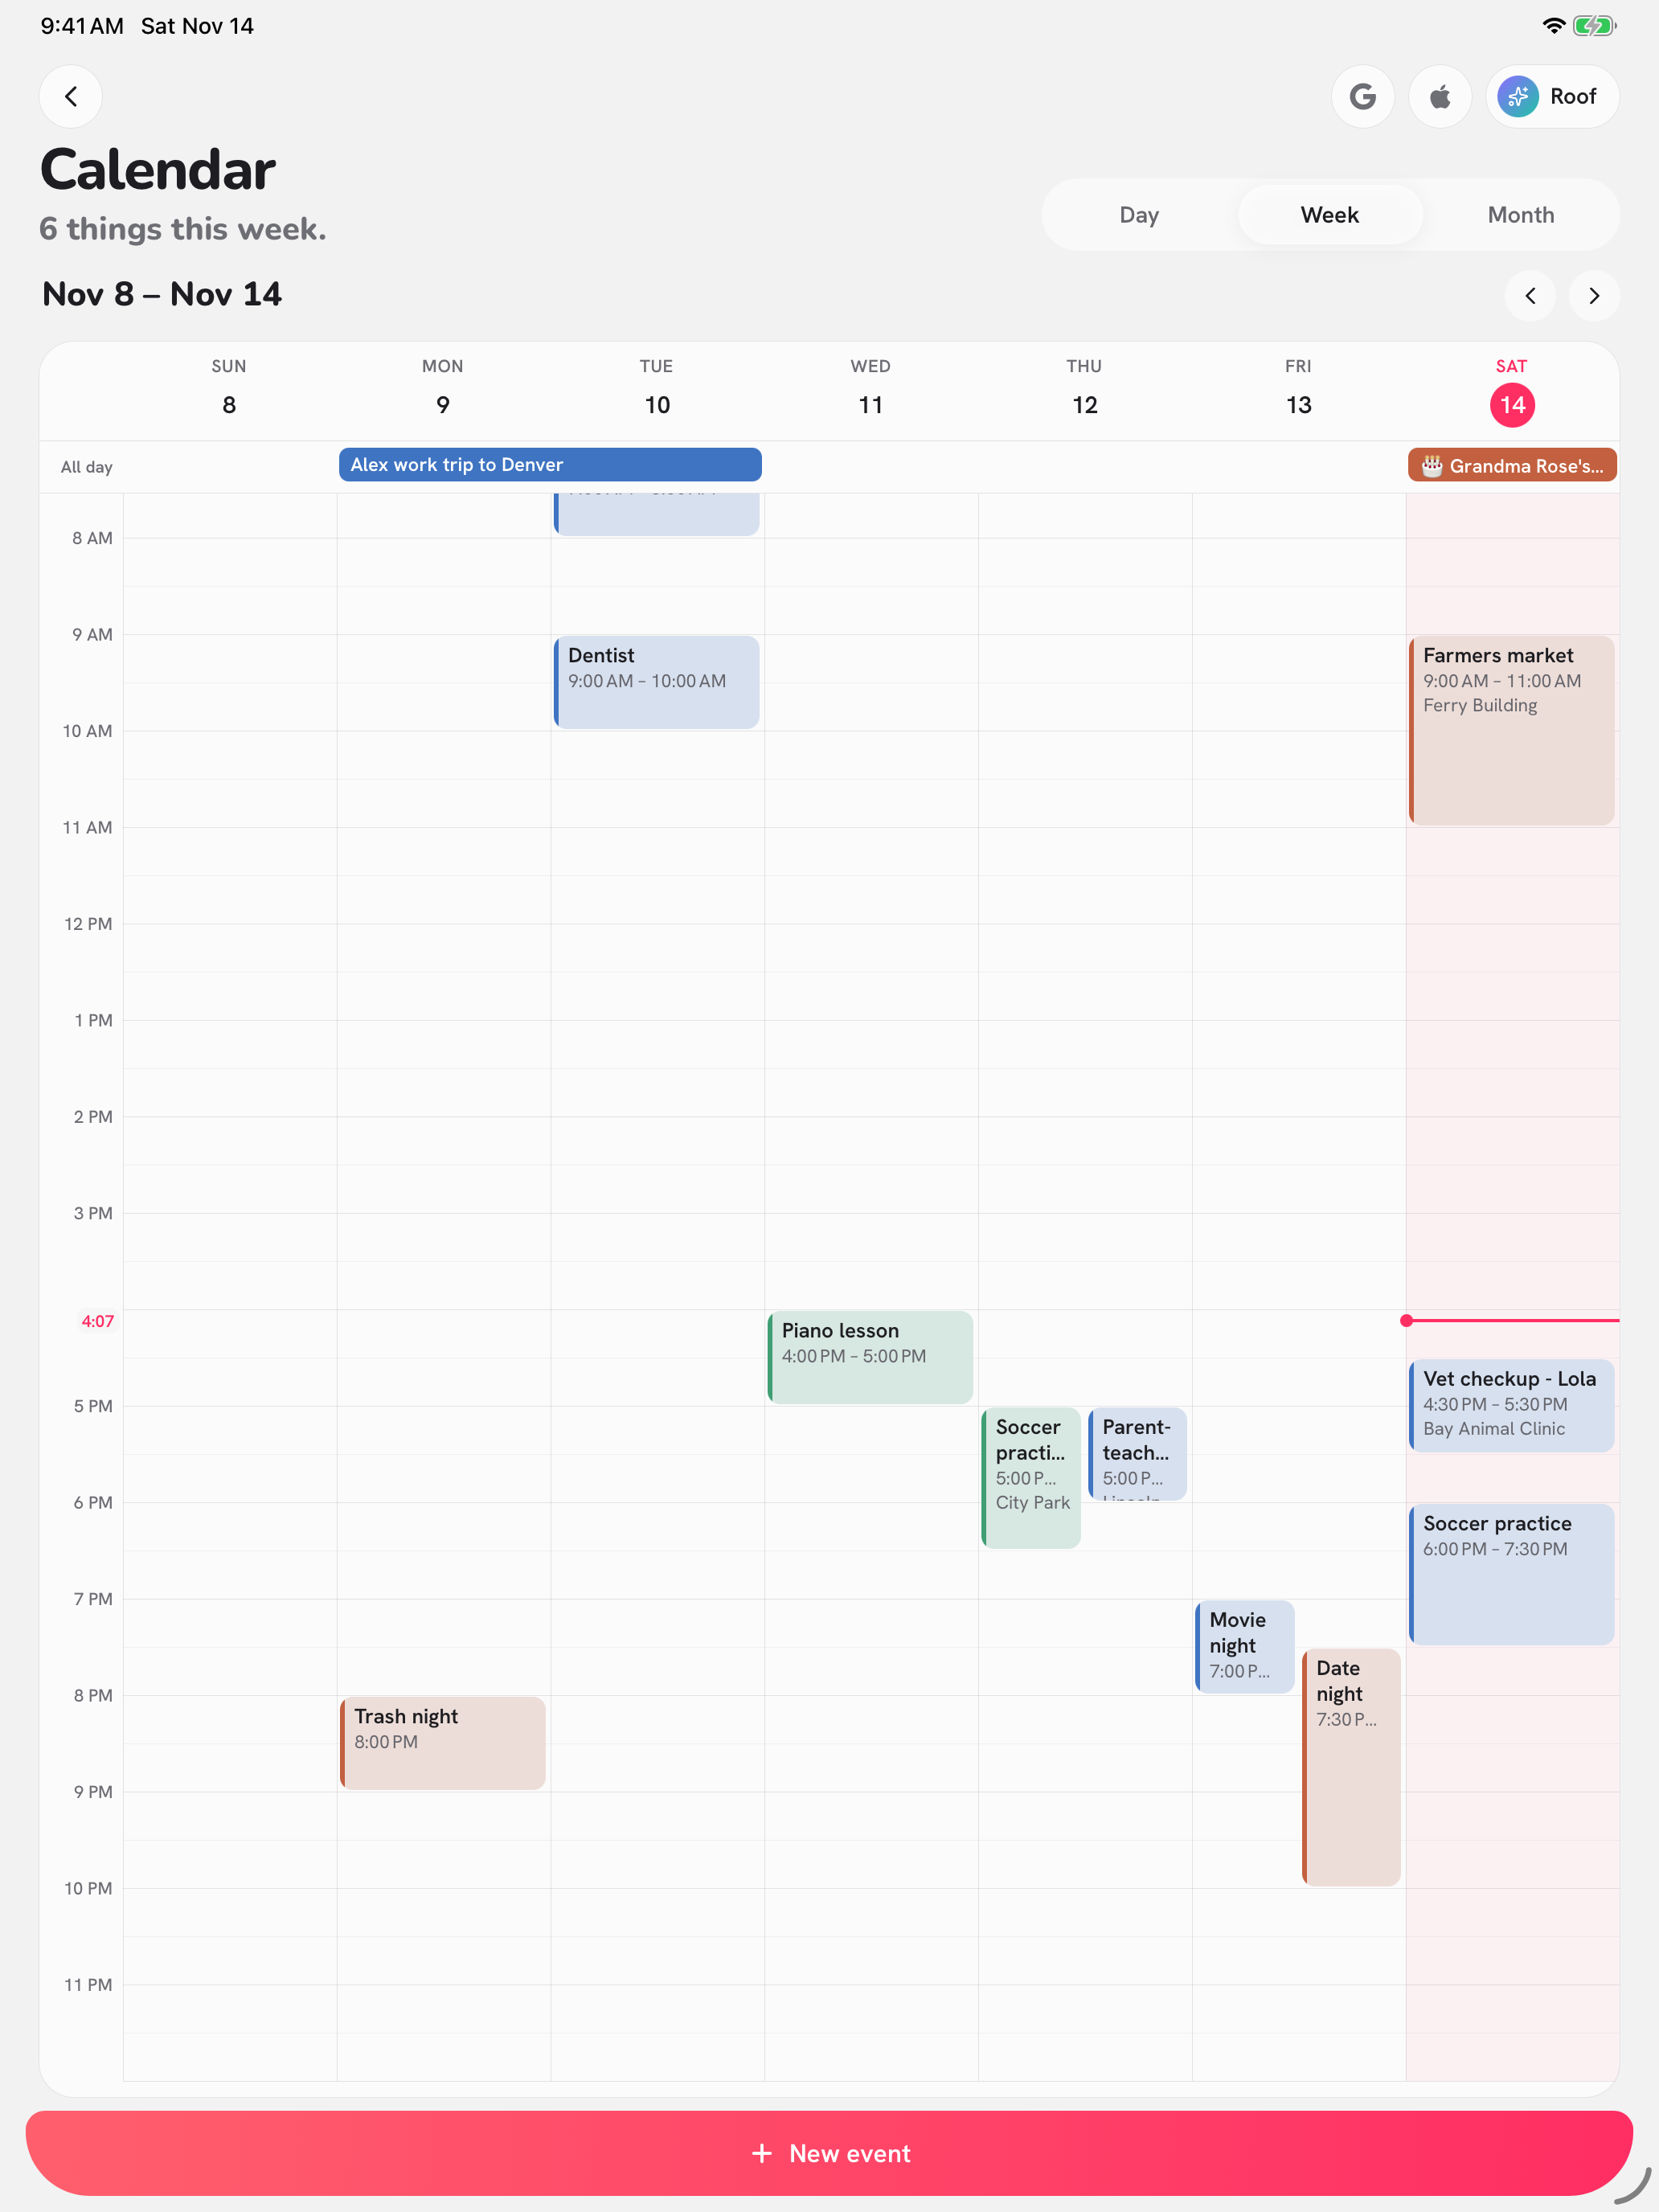 9:41 AM Sat Nov 14
Roof
Calendar
6 things this week.
Day Week Month
Nov 8 – Nov 14
SUN MON TUE WED THU FRI SAT
8 9 10 11 12 13 14
All day
Alex work trip to Denver
Grandma Rose's...
8 AM
9 AM
Dentist
9:00 AM – 10:00 AM
Farmers market
9:00 AM – 11:00 AM
Ferry Building
10 AM
11 AM
12 PM
1 PM
2 PM
3 PM
4:07
Piano lesson
4:00 PM – 5:00 PM
Vet checkup - Lola
4:30 PM – 5:30 PM
Bay Animal Clinic
5 PM
Soccer
practi...
5:00 P...
City Park
Parent-
teach...
5:00 P...
6 PM
Soccer practice
6:00 PM – 7:30 PM
7 PM
Movie
night
7:00 P...
Date
night
7:30 P...
8 PM
Trash night
8:00 PM
9 PM
10 PM
11 PM
+ New event